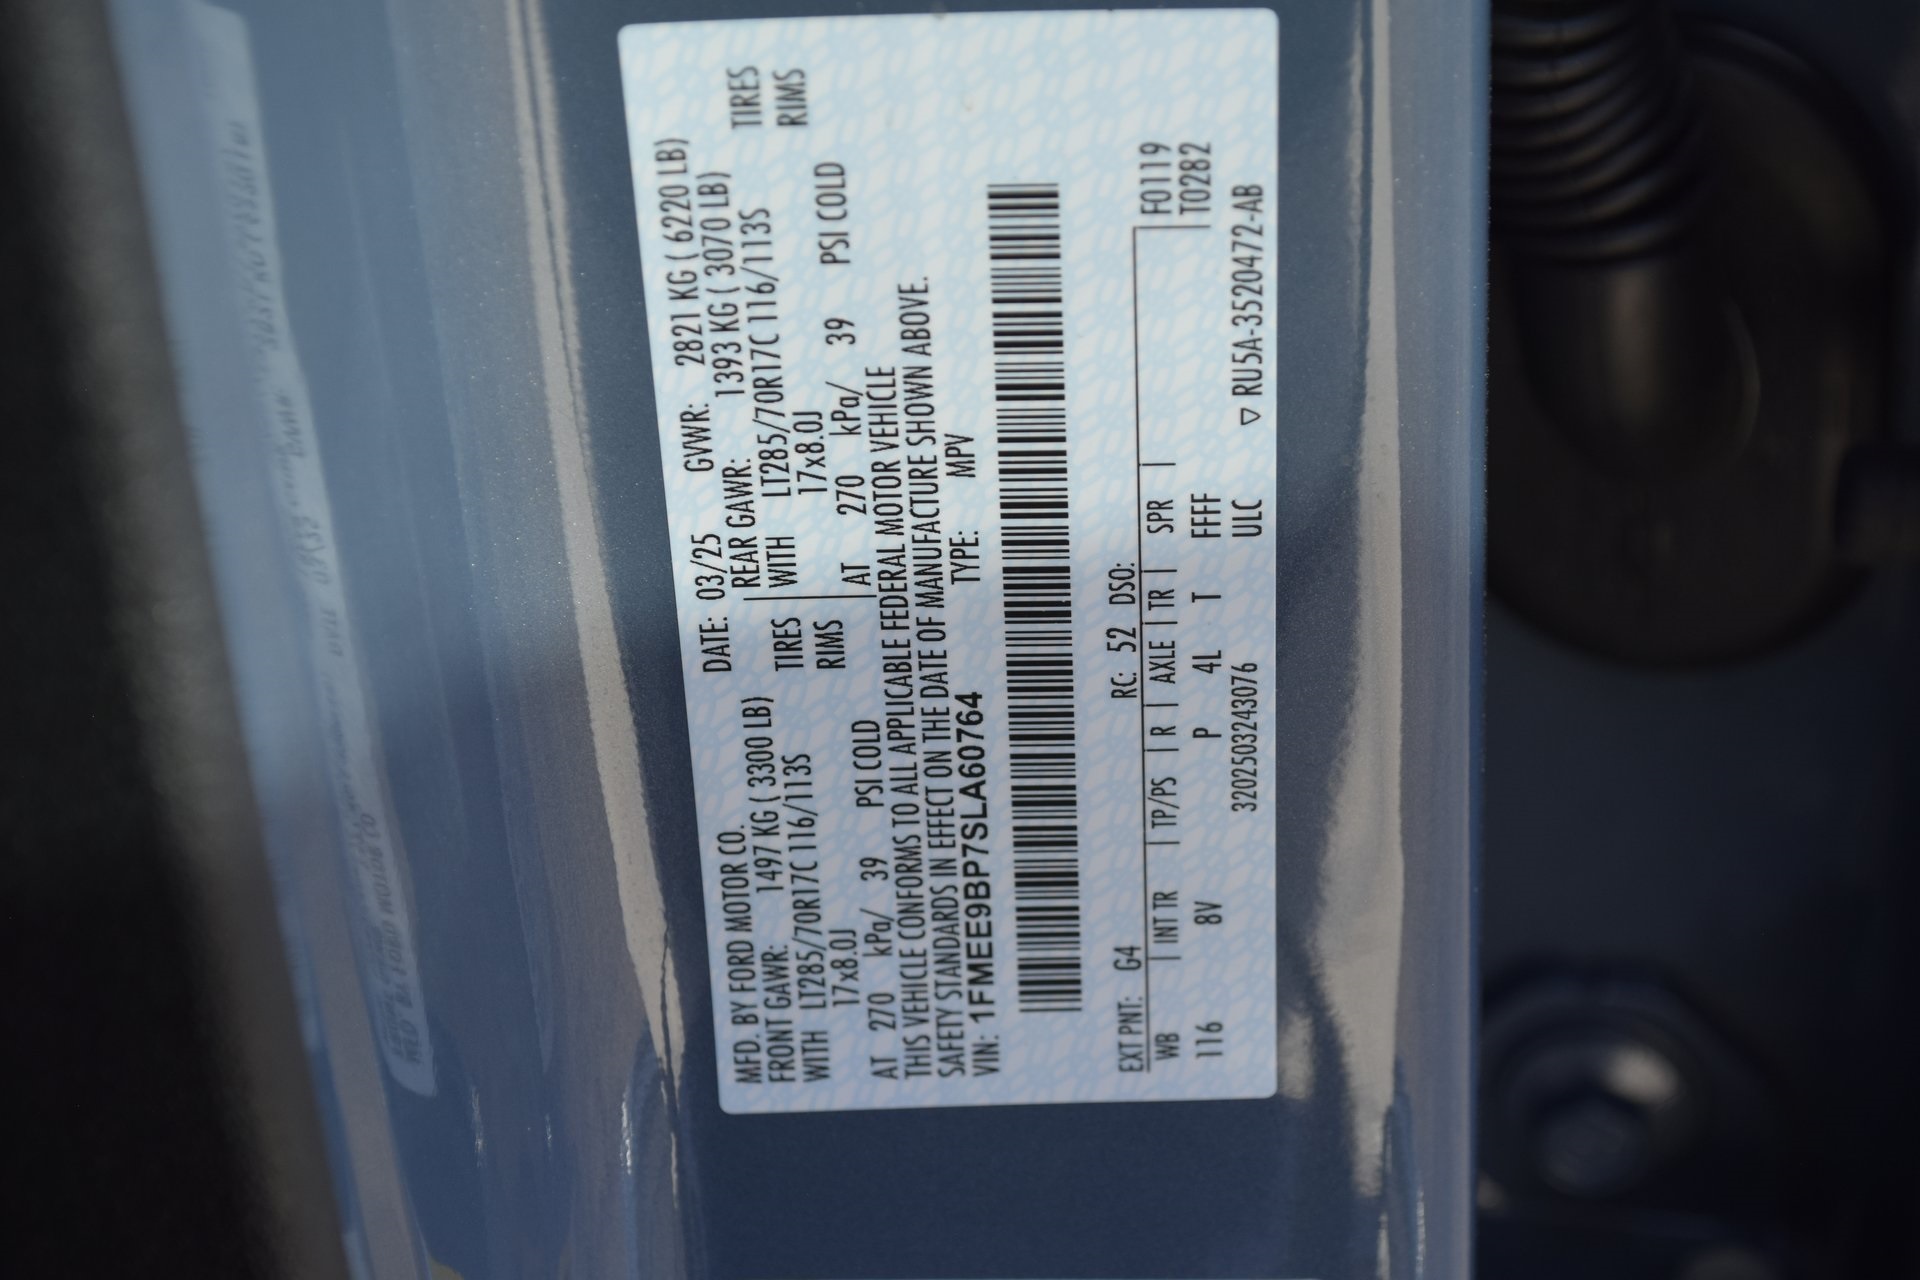 MFD. BY FORD MOTOR CO.
DATE: 03/25 GVWR: 2821 KG ( 6220 LB)
FRONT GAWR: 1497 KG ( 3300 LB) REAR GAWR: 1393 KG ( 3070 LB)
WITH LT285/70R17C 116/113S TIRES WITH LT285/70R17C 116/113S TIRES
17x8.0J RIMS 17x8.0J RIMS
AT 270 kPa/ 39 PSI COLD AT 270 kPa/ 39 PSI COLD
THIS VEHICLE CONFORMS TO ALL APPLICABLE FEDERAL MOTOR VEHICLE
SAFETY STANDARDS IN EFFECT ON THE DATE OF MANUFACTURE SHOWN ABOVE.
VIN: 1FMEE9BP7SLA60764 TYPE: MPV
EXT PNT: G4 RC: 52 DSO: F0119
WB | INT TR | TP/PS | R | AXLE | TR | SPR | T0282
116 8V P 4L T FFFF
3202503243076 ULC ▽ RU5A-3520472-AB